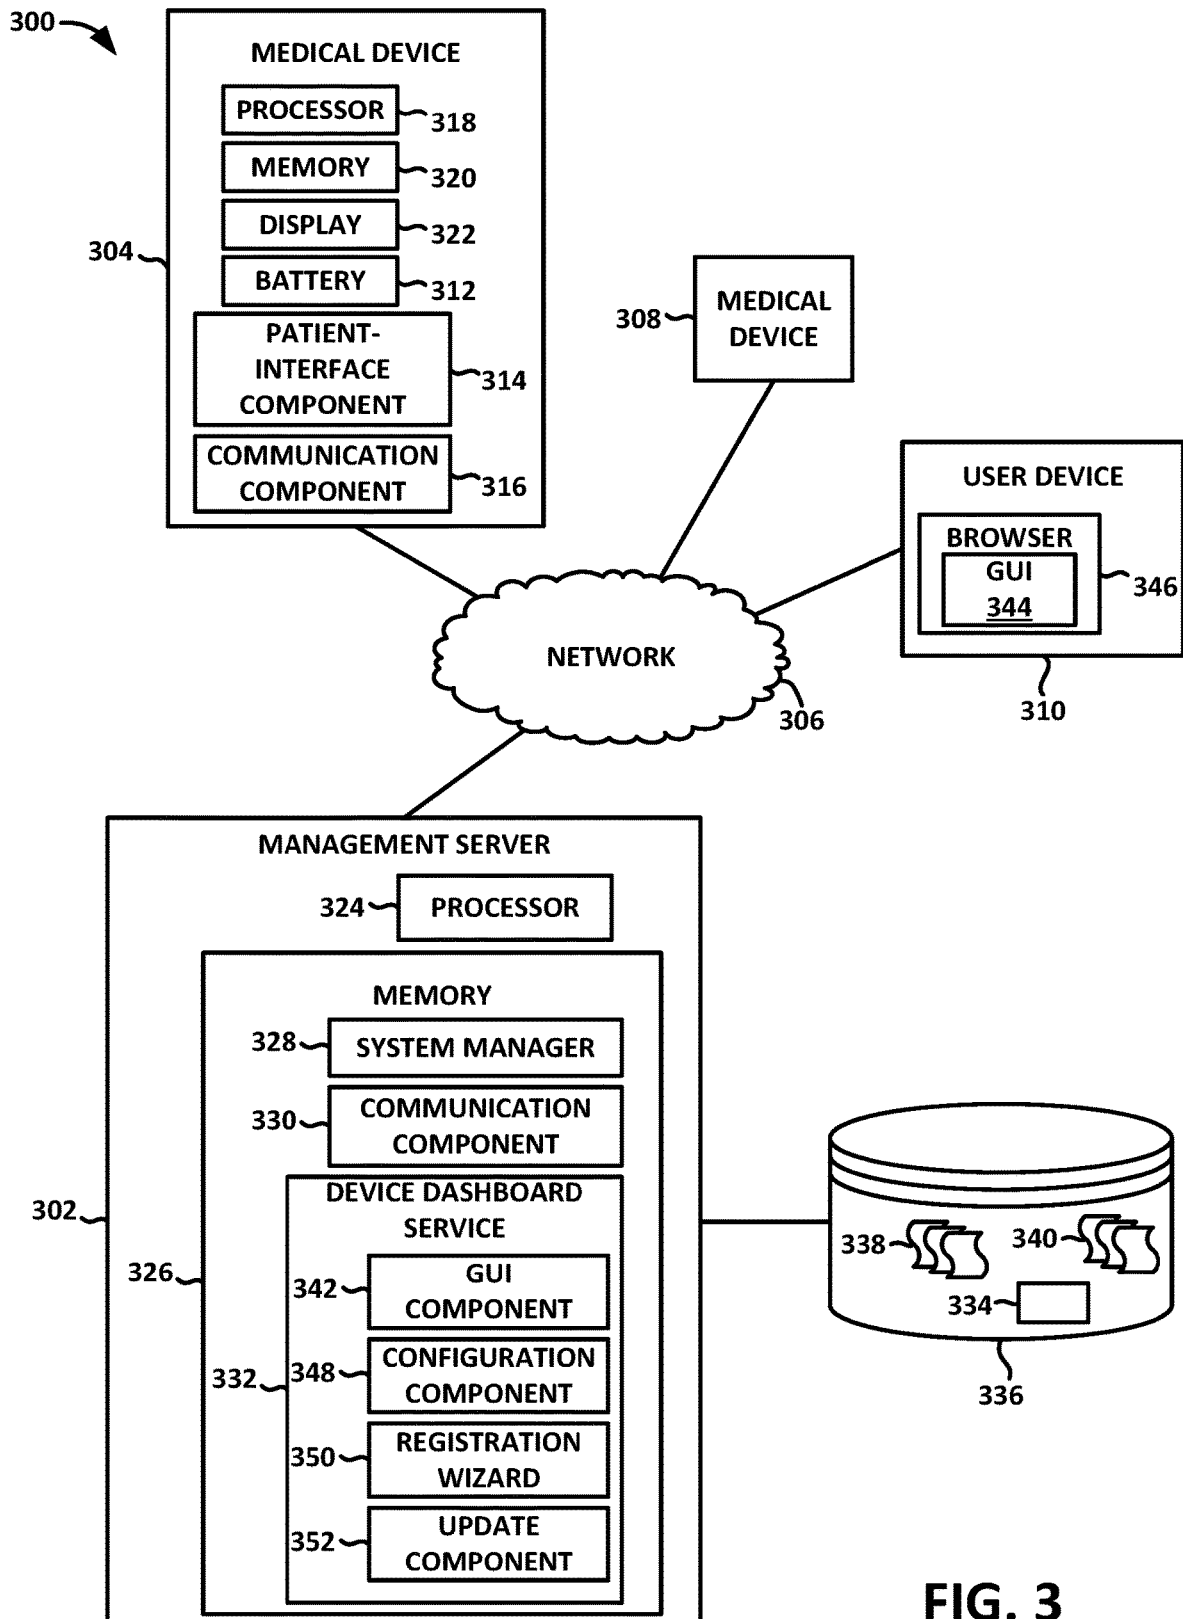 300
MEDICAL DEVICE
PROCESSOR
318
MEMORY
320
DISPLAY
322
304
BATTERY
312
PATIENT-
INTERFACE
COMPONENT
314
COMMUNICATION
COMPONENT
316
308
MEDICAL
DEVICE
USER DEVICE
BROWSER
GUI
344
346
310
NETWORK
306
MANAGEMENT SERVER
324
PROCESSOR
MEMORY
328
SYSTEM MANAGER
330
COMMUNICATION
COMPONENT
302
DEVICE DASHBOARD
SERVICE
326
342
GUI
COMPONENT
332
348
CONFIGURATION
COMPONENT
350
REGISTRATION
WIZARD
352
UPDATE
COMPONENT
338
340
334
336
FIG. 3